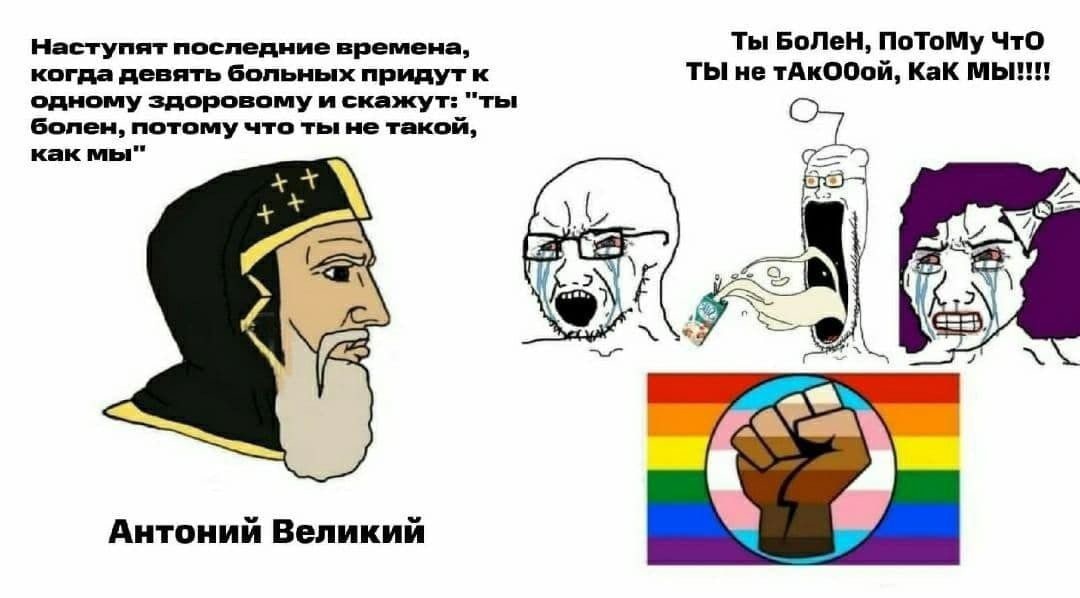 Наступят последние времена,
когда девять больных придут к
одному здоровому и скажут: "ты
болен, потому что ты не такой,
как мы"
Антоний Великий
Ты БоЛеН, ПоТоМу ЧтО
ТЫ не тАкОООой, КаК МЫ!!!!